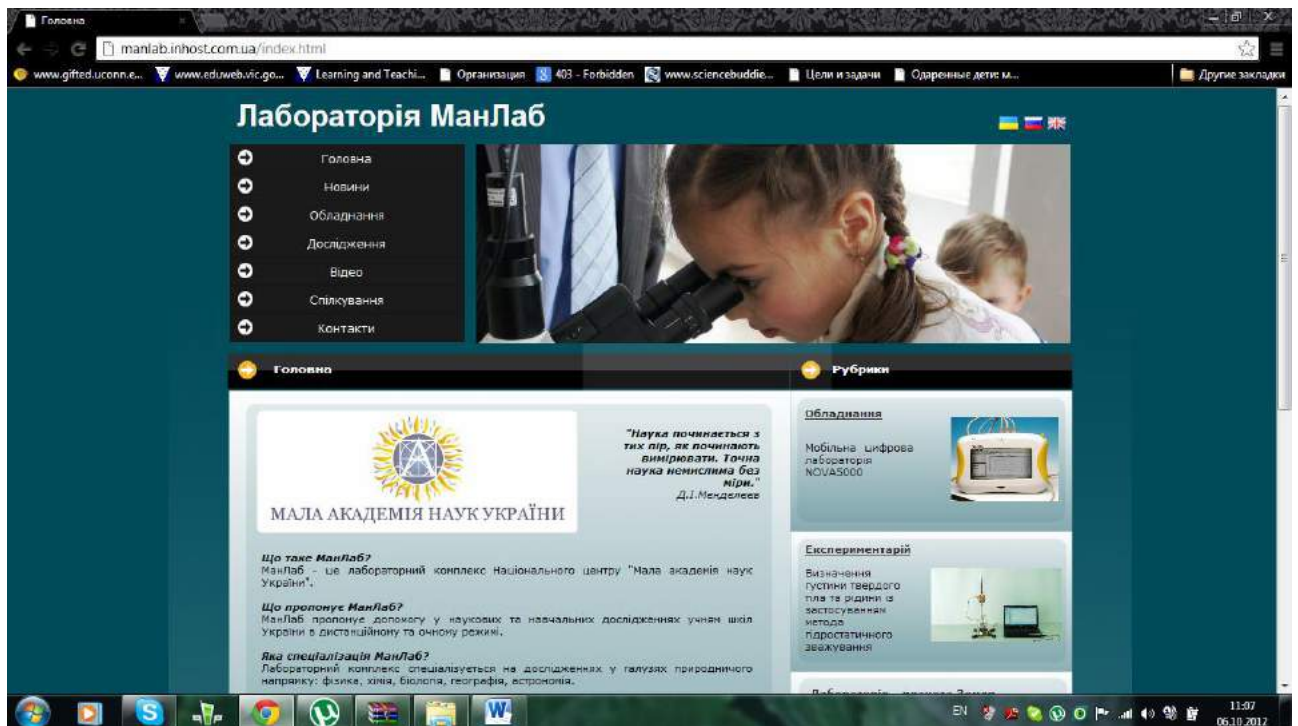 Головна
manlab.inhost.com.ua/index.html
www.gifted.uconn.e... www.eduweb.vic.go... Learning and Teachi... Организация 403 - Forbidden www.sciencebuddie... Цели и задачи Одаренные дети: м... Другие закладки
Лабораторія МанЛаб
Головна
Новини
Обладнання
Дослідження
Відео
Спілкування
Контакти
Головна
Рубрики
МАЛА АКАДЕМІЯ НАУК УКРАЇНИ
"Наука починається з
тих пір, як починають
вимірювати. Точна
наука немислима без
міри."
Д.І.Менделеев
Що таке МанЛаб?
МанЛаб - це лабораторний комплекс Національного центру "Мала академія наук
України".
Що пропонує МанЛаб?
МанЛаб пропонує допомогу у наукових та навчальних дослідженнях учням шкіл
України в дистанційному та очному режимі.
Яка спеціалізація МанЛаб?
Лабораторний комплекс спеціалізується на дослідженнях у галузях природничого
напрямку: фізика, хімія, біологія, географія, астрономія.
Обладнання
Мобільна цифрова
лабораторія
NOVA5000
Експериментарій
Визначення
густини твердого
тіла та рідини із
застосуванням
метода
гідростатичного
зважування
EN
11:07
06.10.2012